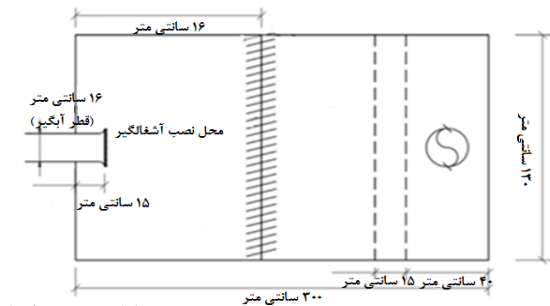 ۱۶ سانتی متر
۱۶ سانتی متر
(قطر آبگیر)
محل نصب آشغالگیر
۱۵ سانتی متر
۱۳۰ سانتی متر
۴۰ سانتی متر
۱۵ سانتی متر
۳۰۰ سانتی متر